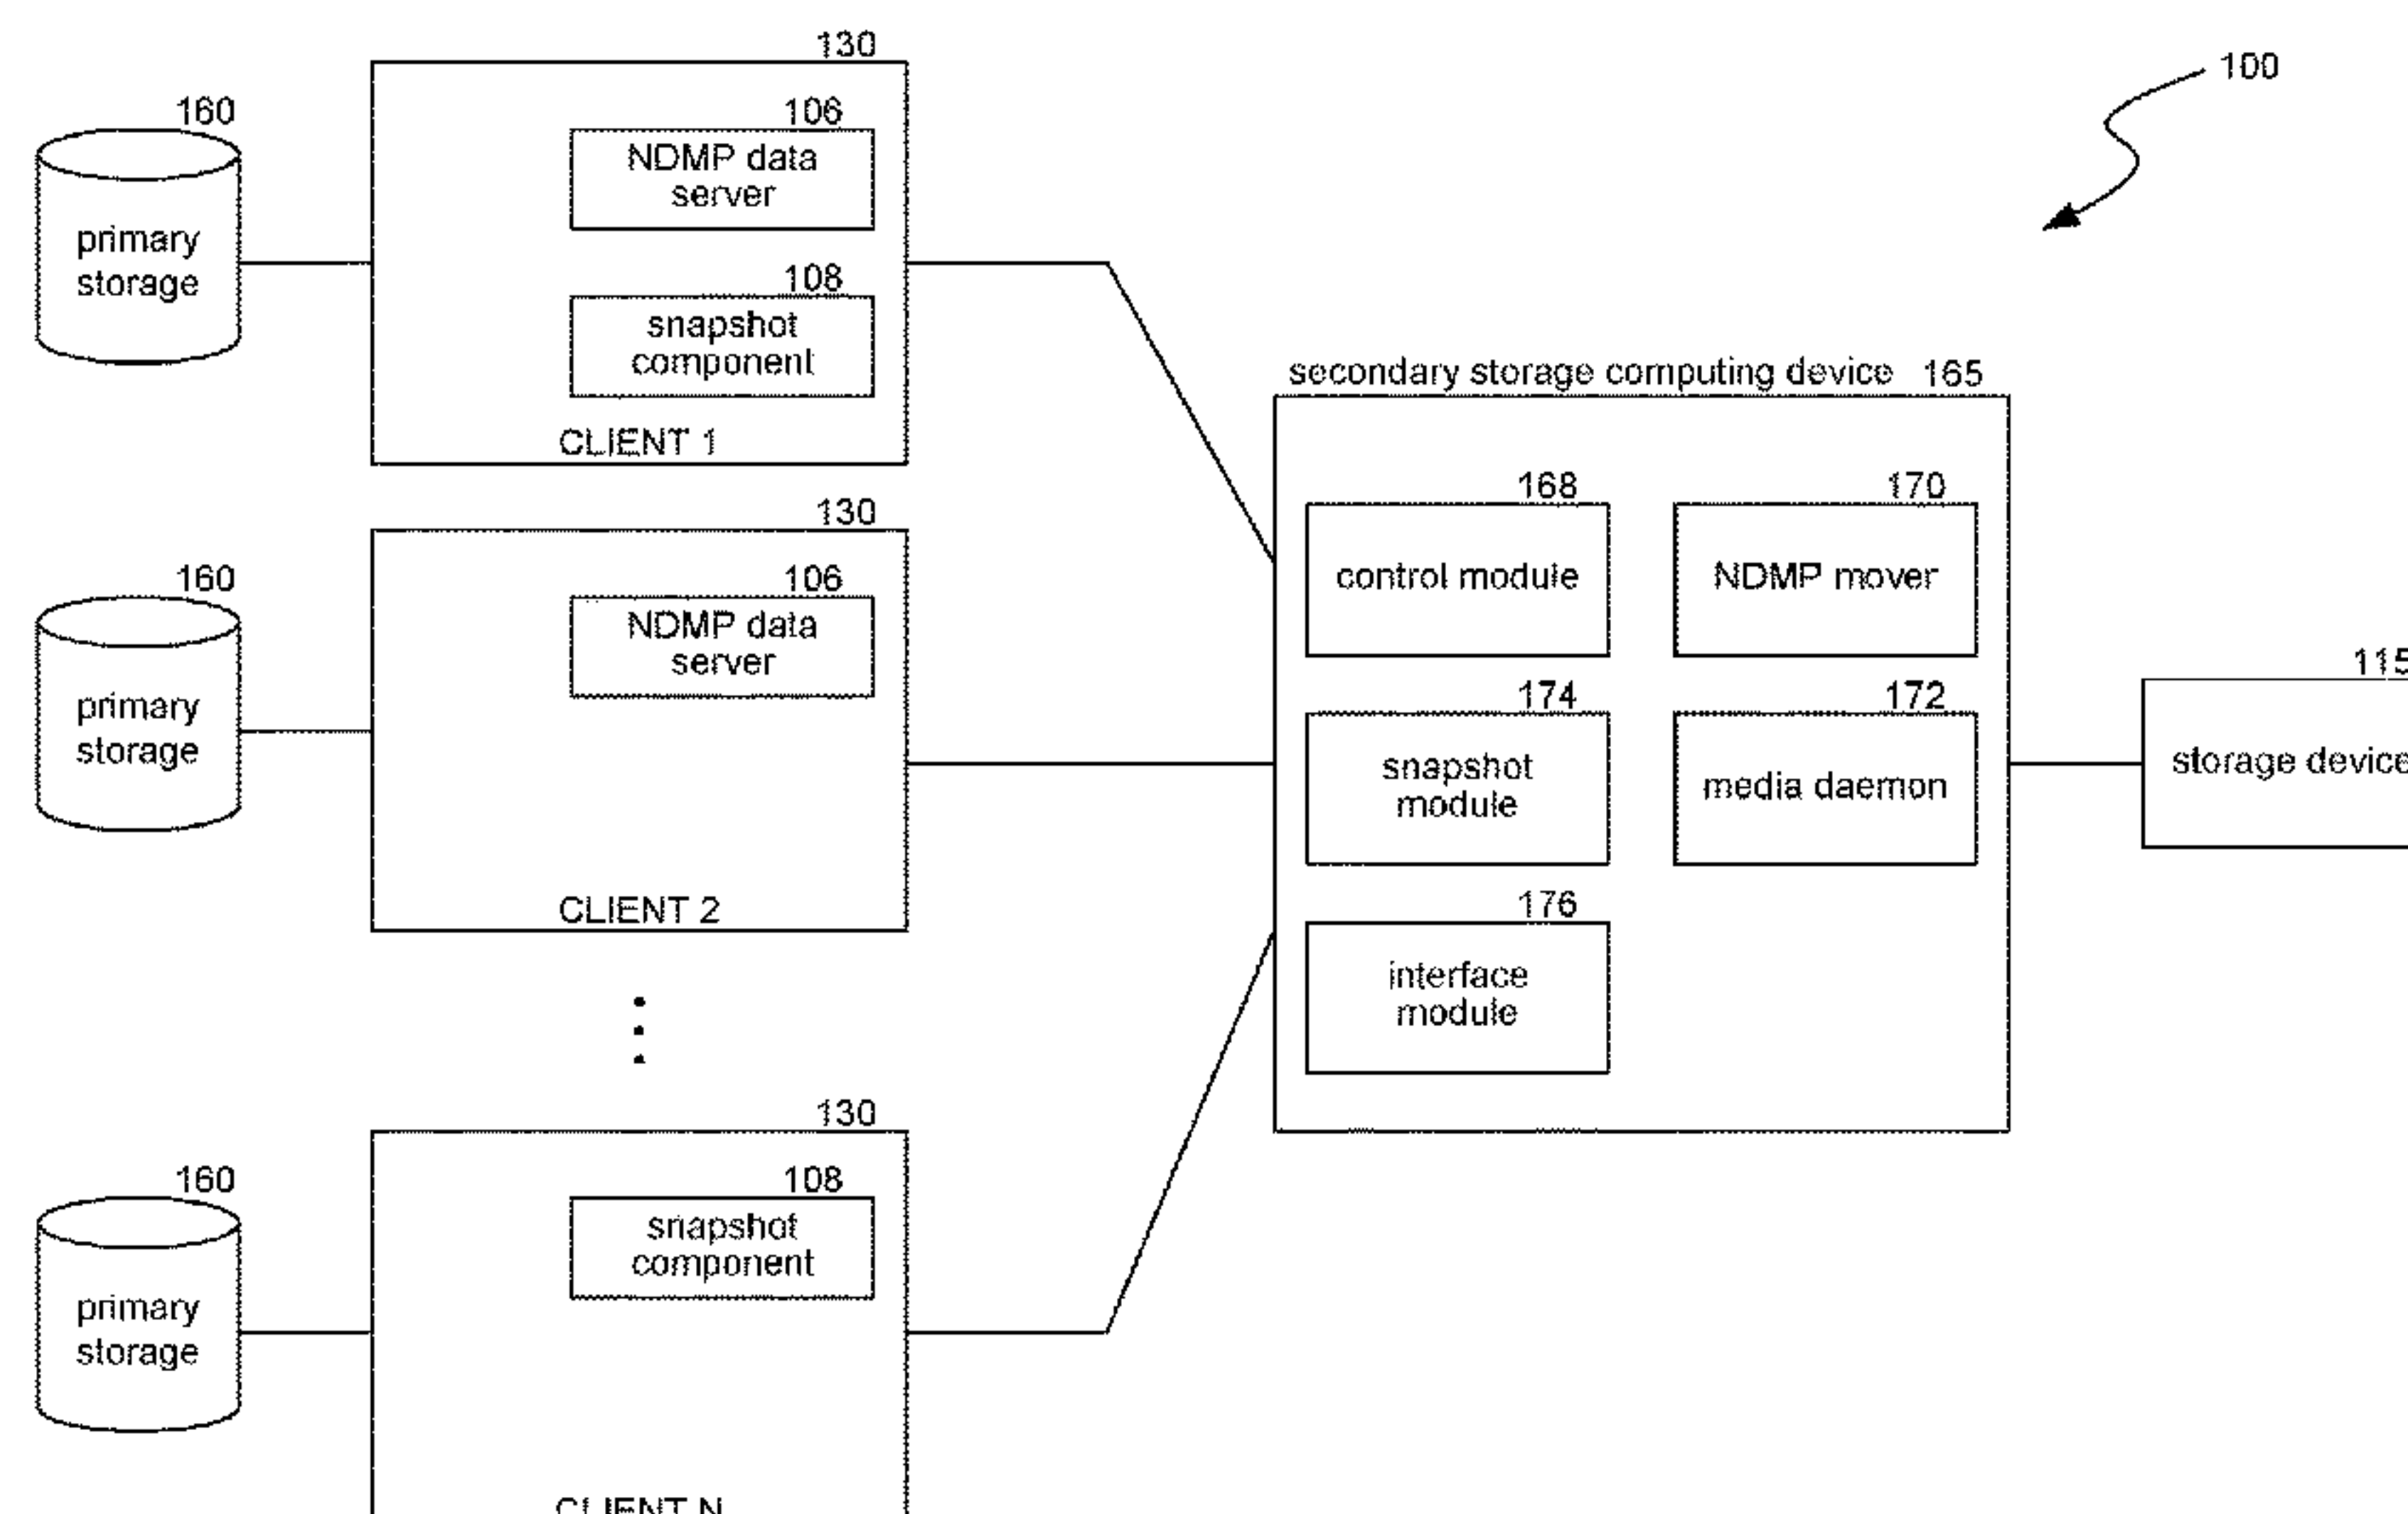 130
100
160
106
NDMP data
server
primary
storage
108
snapshot
component
CLIENT 1
secondary storage computing device 165
130
168
170
160
106
control module
NDMP mover
NDMP data
server
115
primary
storage
174
172
snapshot
module
media daemon
storage device
CLIENT 2
176
interface
module
130
160
108
snapshot
component
primary
storage
CLIENT N